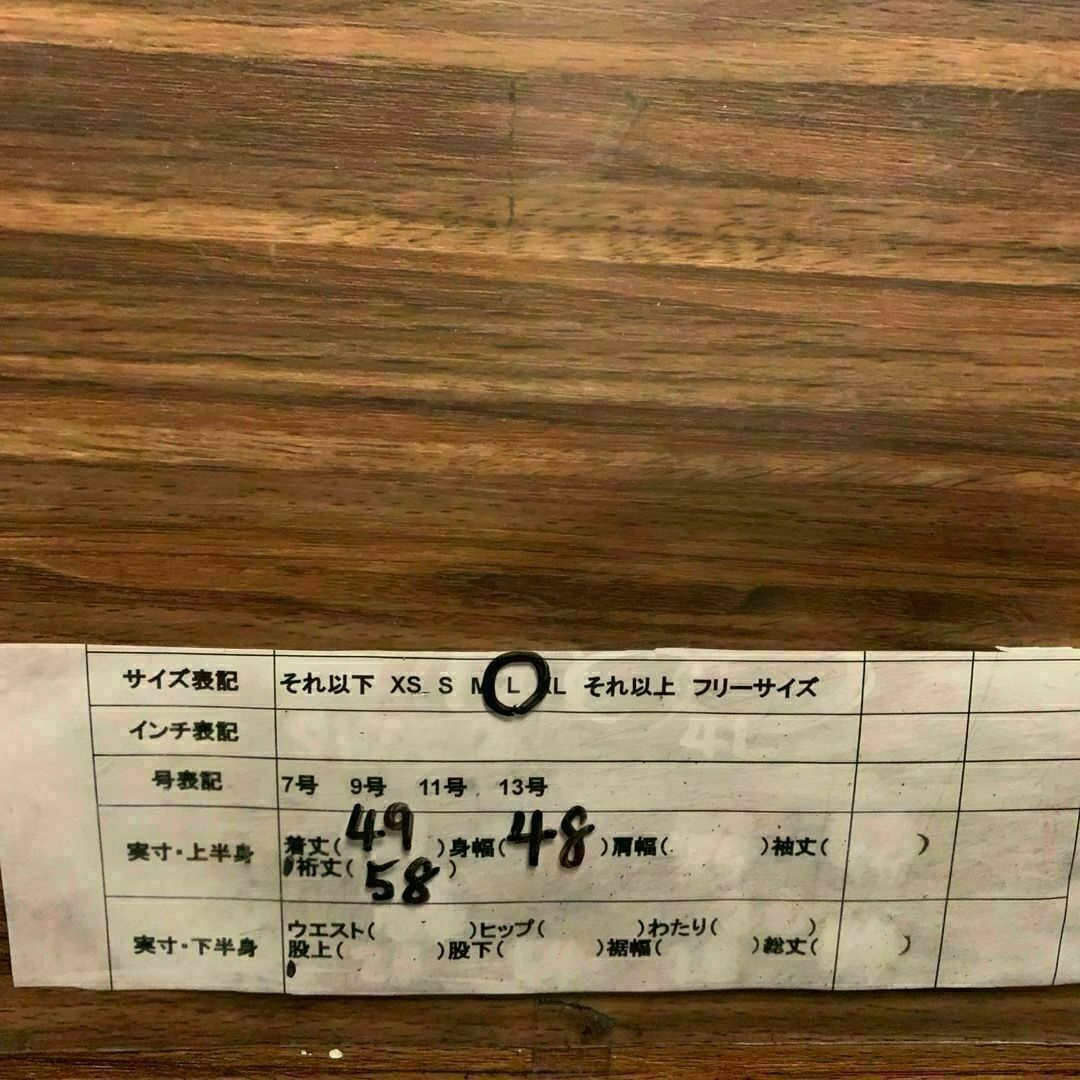 サイズ表記 それ以下 XS S M L XL それ以上 フリーサイズ
インチ表記
号表記 7号 9号 11号 13号
実寸・上半身 着丈(49)身幅(48)肩幅( )袖丈( )
裄丈(58)
実寸・下半身 ウエスト( )ヒップ( )わたり( )
股上( )股下( )裾幅( )総丈( )